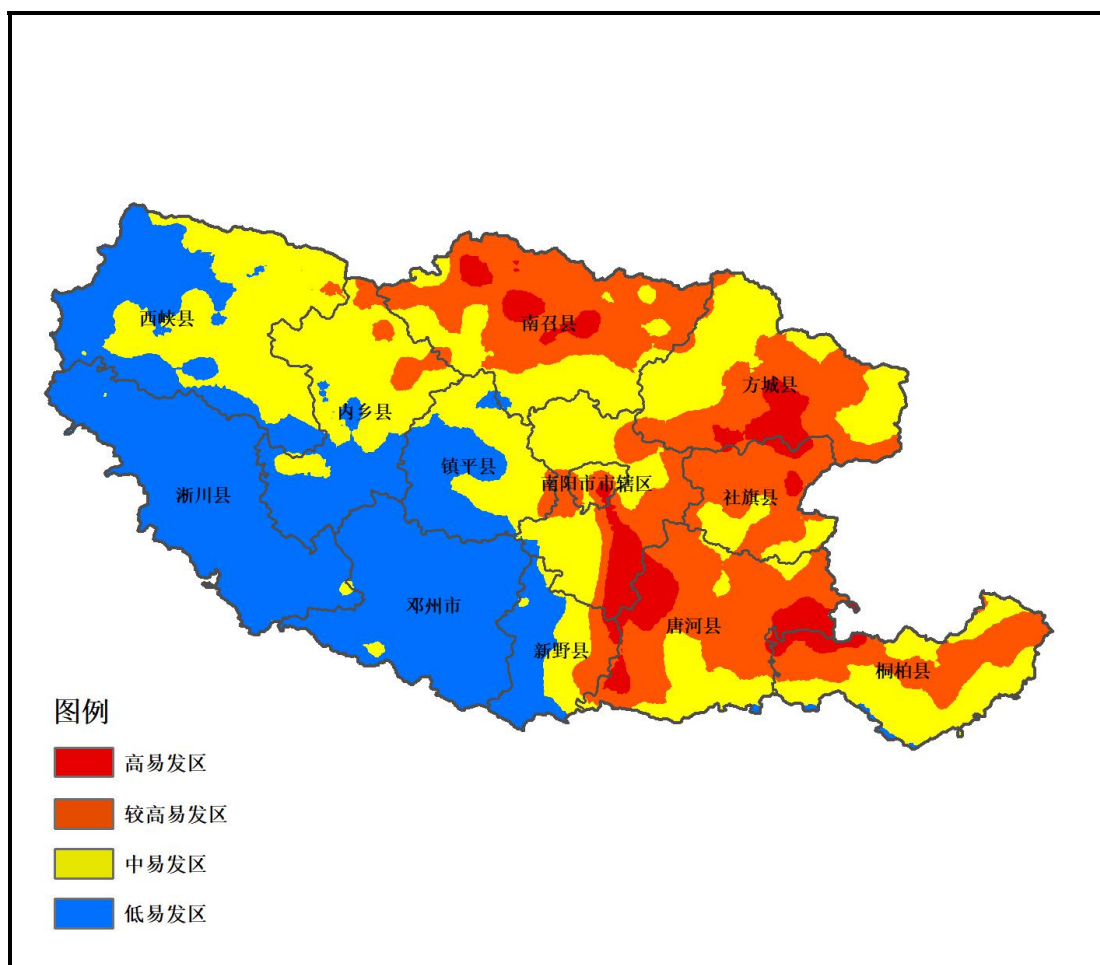 西峡县
南召县
方城县
内乡县
镇平县
南阳市市辖区
社旗县
淅川县
邓州市
唐河县
新野县
桐柏县
图例
高易发区
较高易发区
中易发区
低易发区